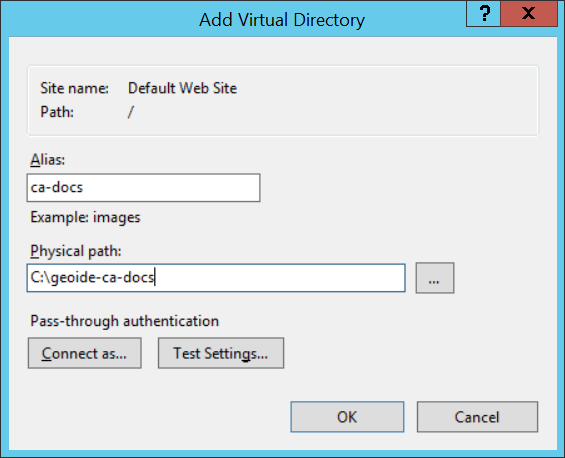 Add Virtual Directory
?
X
Site name: Default Web Site
Path: /
Alias:
ca-docs
Example: images
Physical path:
C:\geoide-ca-docs
...
Pass-through authentication
Connect as... Test Settings...
OK Cancel